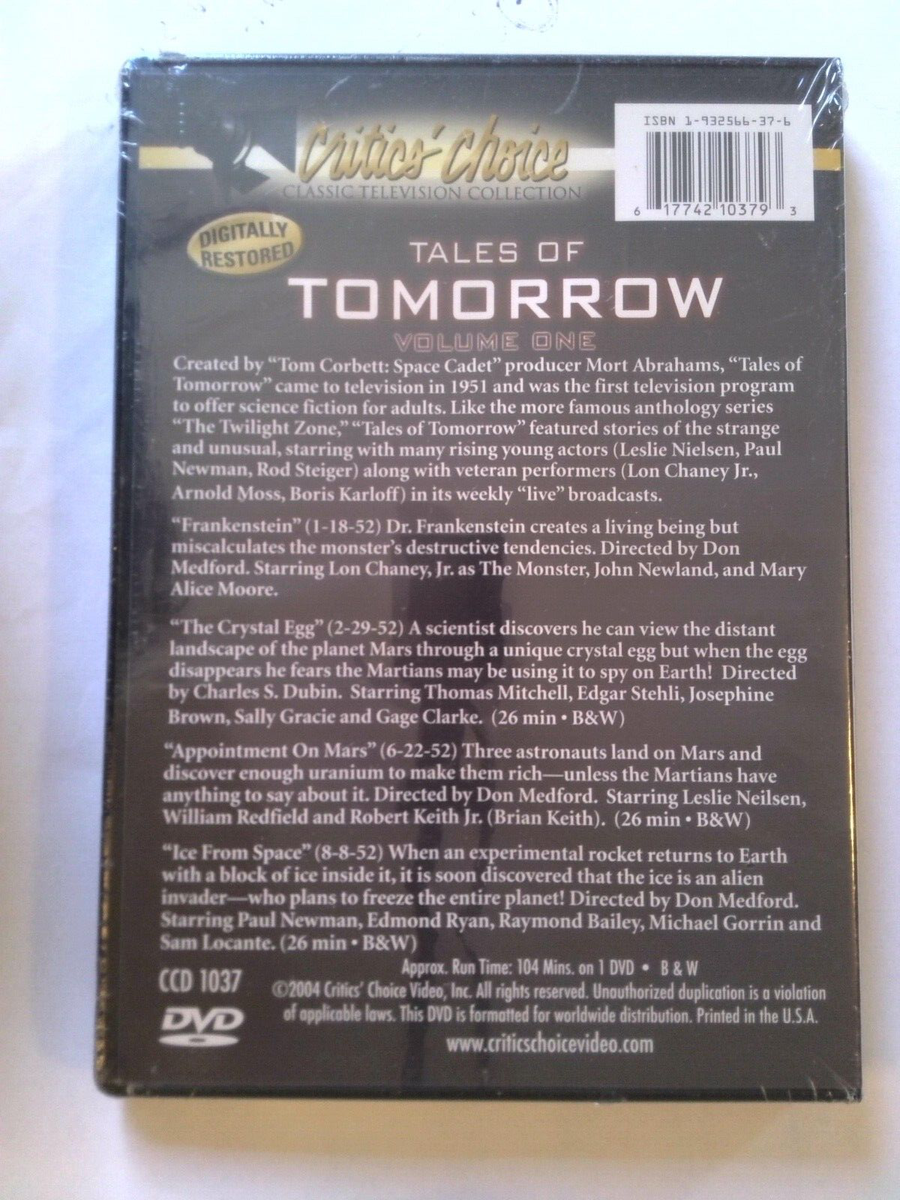 Critics' Choice
CLASSIC TELEVISION COLLECTION
ISBN 1-932566-37-6
6 17742 10379 3
DIGITALLY
RESTORED
TALES OF
TOMORROW
VOLUME ONE
Created by “Tom Corbett: Space Cadet” producer Mort Abrahams, “Tales of
Tomorrow” came to television in 1951 and was the first television program
to offer science fiction for adults. Like the more famous anthology series
“The Twilight Zone,” “Tales of Tomorrow” featured stories of the strange
and unusual, starring with many rising young actors (Leslie Nielsen, Paul
Newman, Rod Steiger) along with veteran performers (Lon Chaney Jr.,
Arnold Moss, Boris Karloff) in its weekly “live” broadcasts.
“Frankenstein” (1-18-52) Dr. Frankenstein creates a living being but
miscalculates the monster’s destructive tendencies. Directed by Don
Medford. Starring Lon Chaney, Jr. as The Monster, John Newland, and Mary
Alice Moore.
“The Crystal Egg” (2-29-52) A scientist discovers he can view the distant
landscape of the planet Mars through a unique crystal egg but when the egg
disappears he fears the Martians may be using it to spy on Earth! Directed
by Charles S. Dubin. Starring Thomas Mitchell, Edgar Stehli, Josephine
Brown, Sally Gracie and Gage Clarke. (26 min • B&W)
“Appointment On Mars” (6-22-52) Three astronauts land on Mars and
discover enough uranium to make them rich—unless the Martians have
anything to say about it. Directed by Don Medford. Starring Leslie Neilsen,
William Redfield and Robert Keith Jr. (Brian Keith). (26 min • B&W)
“Ice From Space” (8-8-52) When an experimental rocket returns to Earth
with a block of ice inside it, it is soon discovered that the ice is an alien
invader—who plans to freeze the entire planet! Directed by Don Medford.
Starring Paul Newman, Edmond Ryan, Raymond Bailey, Michael Gorrin and
Sam Locante. (26 min • B&W)
CCD 1037
Approx. Run Time: 104 Mins. on 1 DVD • B & W
©2004 Critics’ Choice Video, Inc. All rights reserved. Unauthorized duplication is a violation
of applicable laws. This DVD is formatted for worldwide distribution. Printed in the U.S.A.
DVD
www.criticschoicevideo.com